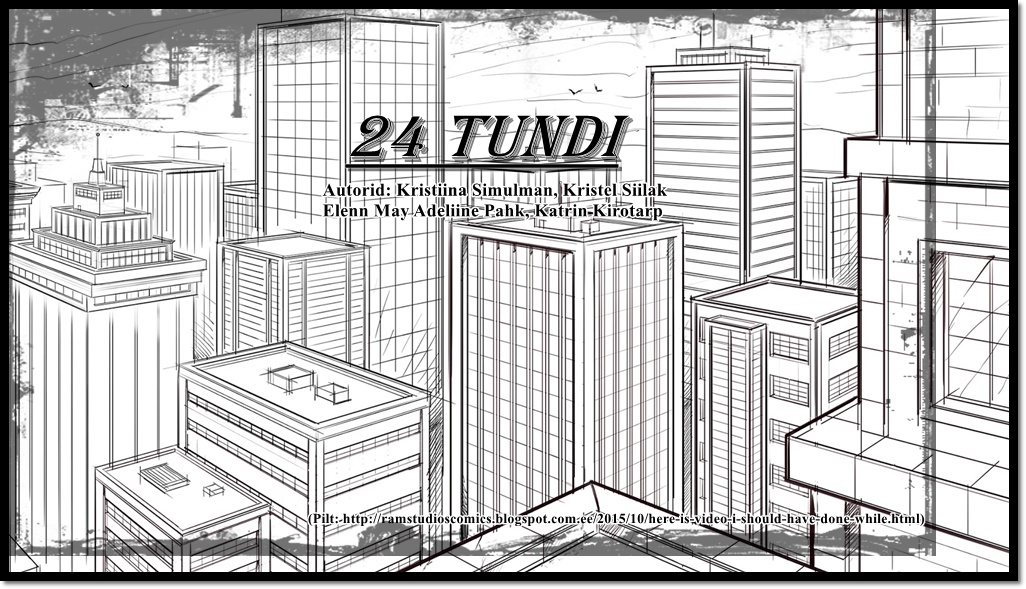 24 TUNDI
Autorid: Kristiina Simulman, Kristel Siilak
Elenn May Adeliine Pahk, Katrin Kirotarp
(Pilt: http://ramstudioscomics.blogspot.com.ee/2015/10/here-is-video-i-should-have-done-while.html)